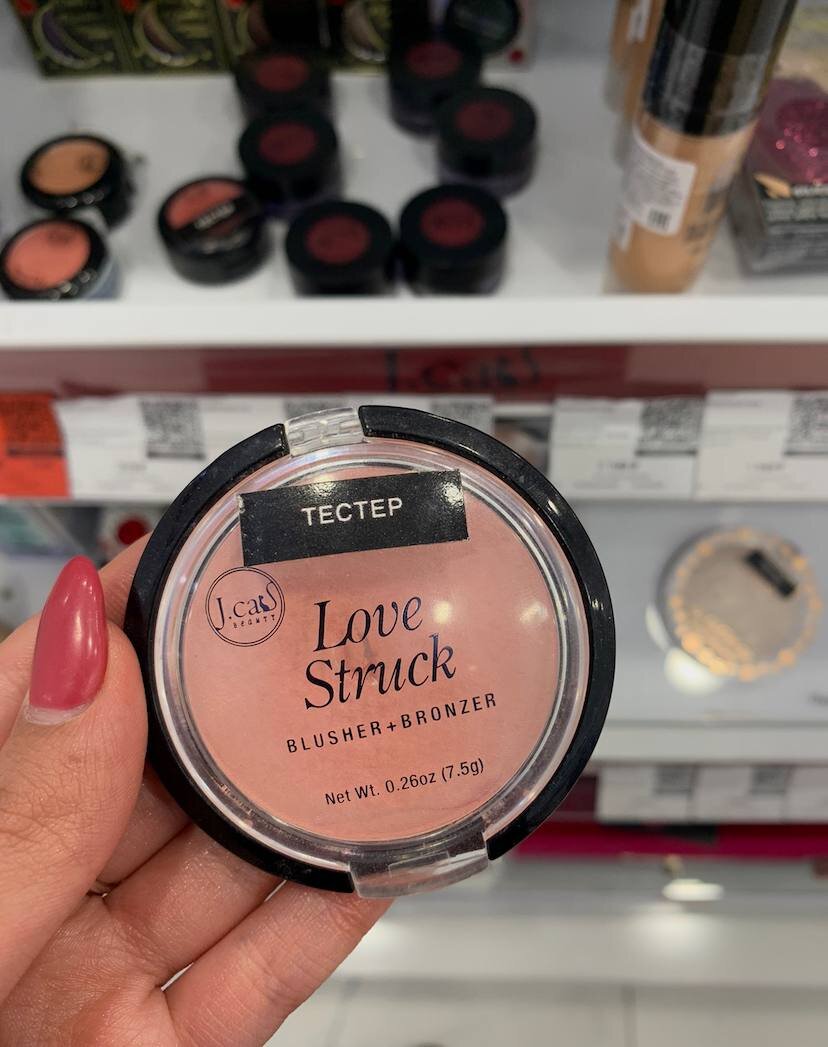 ТЕСТЕР
J.cat
BEAUTY
Love
Struck
BLUSHER+BRONZER
Net Wt. 0.26oz (7.5g)